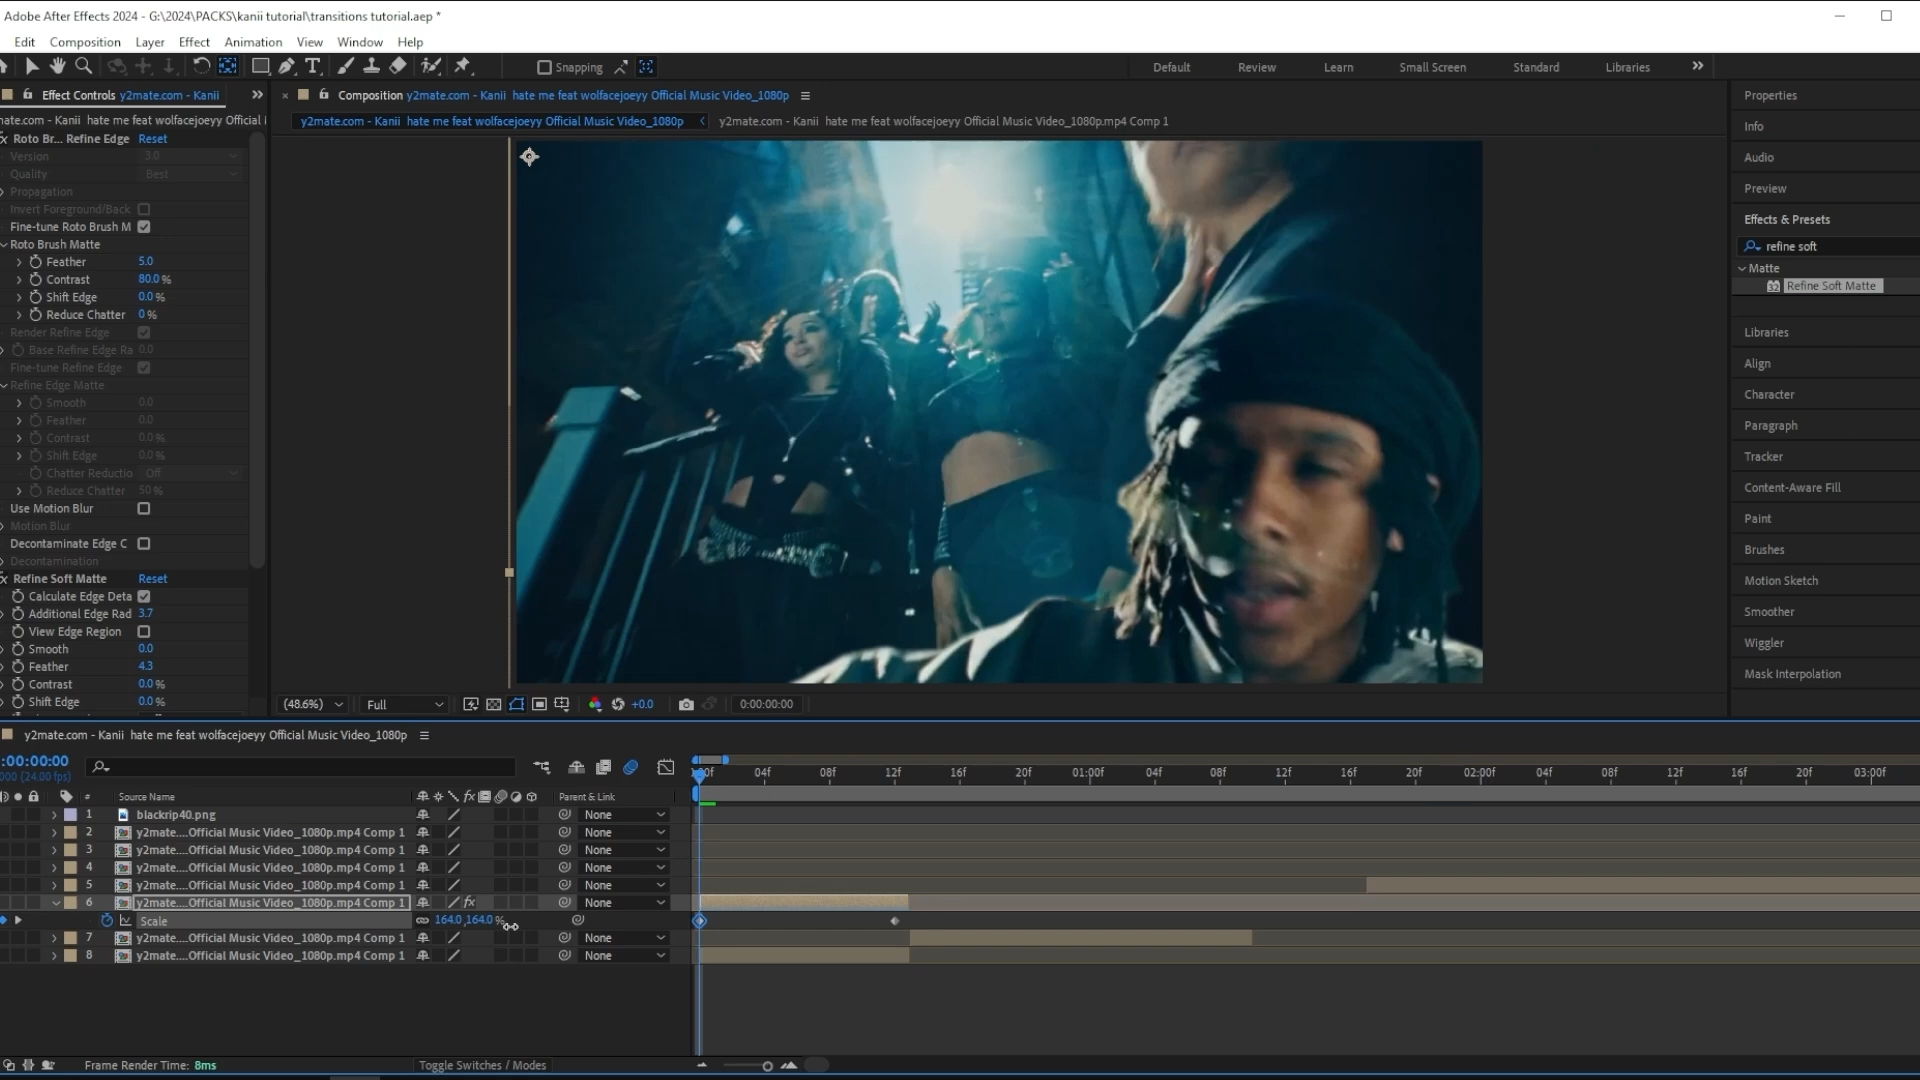 Adobe After Effects 2024 - G:\2024\PACKS\kanii tutorial\transitions tutorial.aep *
Edit Composition Layer Effect Animation View Window Help
Snapping Default Review Learn Small Screen Standard Libraries
Effect Controls y2mate.com - Kanii
Composition y2mate.com - Kanii hate me feat wolfacejoeyy Official Music Video_1080p
nate.com - Kanii hate me feat wolfacejoeyy Official
y2mate.com - Kanii hate me feat wolfacejoeyy Official Music Video_1080p
y2mate.com - Kanii hate me feat wolfacejoeyy Official Music Video_1080p.mp4 Comp 1
Roto Br... Refine Edge Reset
Version 3.0
Quality Best
Propagation
Invert Foreground/Back
Fine-tune Roto Brush M
Roto Brush Matte
Feather 5.0
Contrast 80.0 %
Shift Edge 0.0 %
Reduce Chatter 0 %
Render Refine Edge
Base Refine Edge Ra 0.0
Fine-tune Refine Edge
Refine Edge Matte
Smooth 0.0
Feather 0.0
Contrast 0.0 %
Shift Edge 0.0 %
Chatter Reductio Off
Reduce Chatter 50 %
Use Motion Blur
Motion Blur
Decontaminate Edge C
Decontamination
Refine Soft Matte Reset
Calculate Edge Deta
Additional Edge Rad 3.7
View Edge Region
Smooth 0.0
Feather 4.3
Contrast 0.0 %
Shift Edge 0.0 %
(48.6%) Full +0.0 0:00:00:00
Properties
Info
Audio
Preview
Effects & Presets
refine soft
Matte
32 Refine Soft Matte
Libraries
Align
Character
Paragraph
Tracker
Content-Aware Fill
Paint
Brushes
Motion Sketch
Smoother
Wiggler
Mask Interpolation
y2mate.com - Kanii hate me feat wolfacejoeyy Official Music Video_1080p
:00:00:00
000 (24.00 fps)
04f 08f 12f 16f 20f 01:00f 04f 08f 12f 16f 20f 02:00f 04f 08f 12f 16f 20f 03:00f
# Source Name fx Parent & Link
1 blackrip40.png None
2 y2mate....Official Music Video_1080p.mp4 Comp 1 None
3 y2mate....Official Music Video_1080p.mp4 Comp 1 None
4 y2mate....Official Music Video_1080p.mp4 Comp 1 None
5 y2mate....Official Music Video_1080p.mp4 Comp 1 None
6 y2mate....Official Music Video_1080p.mp4 Comp 1 fx None
Scale 164.0,164.0 %
7 y2mate....Official Music Video_1080p.mp4 Comp 1 None
8 y2mate....Official Music Video_1080p.mp4 Comp 1 None
Frame Render Time: 8ms Toggle Switches / Modes